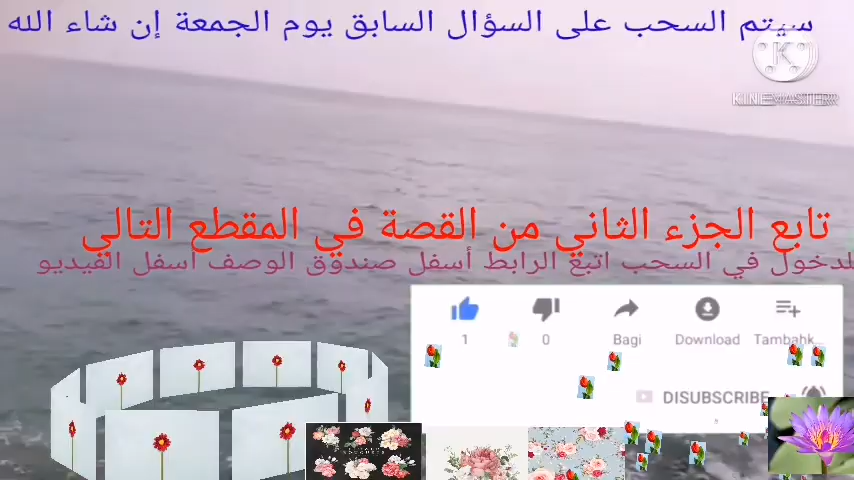 سيتم السحب على السؤال السابق يوم الجمعة إن شاء الله
KINEMASTER
تابع الجزء الثاني من القصة في المقطع التالي
للدخول في السحب اتبع الرابط أسفل صندوق الوصف أسفل الفيديو
1
0
Bagi
Download
Tambahk
DISUBSCRIBE